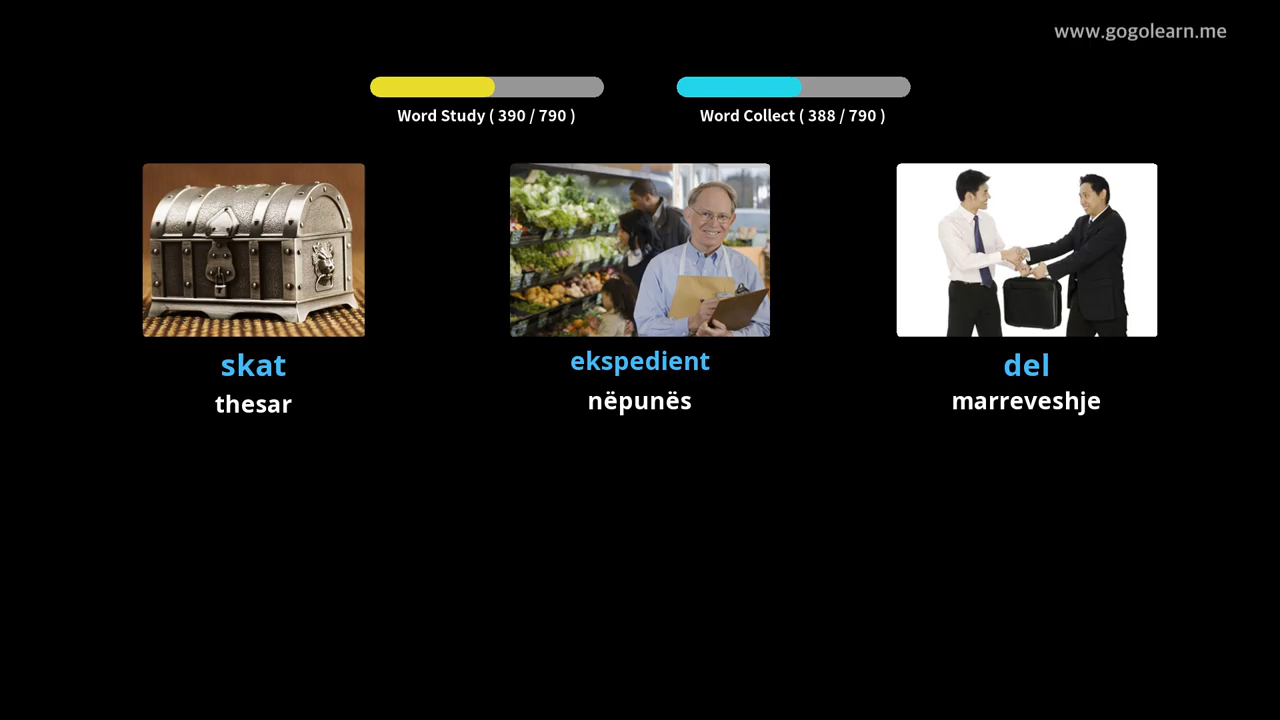 www.gogolearn.me
Word Study ( 390 / 790 )
Word Collect ( 388 / 790 )
skat
thesar
ekspedient
nëpunës
del
marreveshje